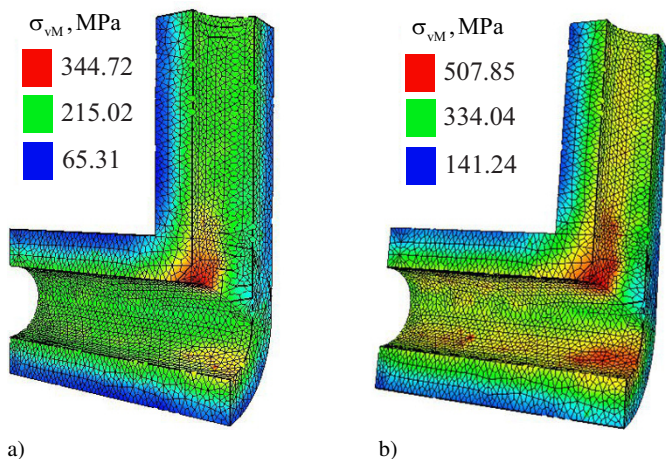 σvM, MPa
344.72
215.02
65.31
a)
σvM, MPa
507.85
334.04
141.24
b)